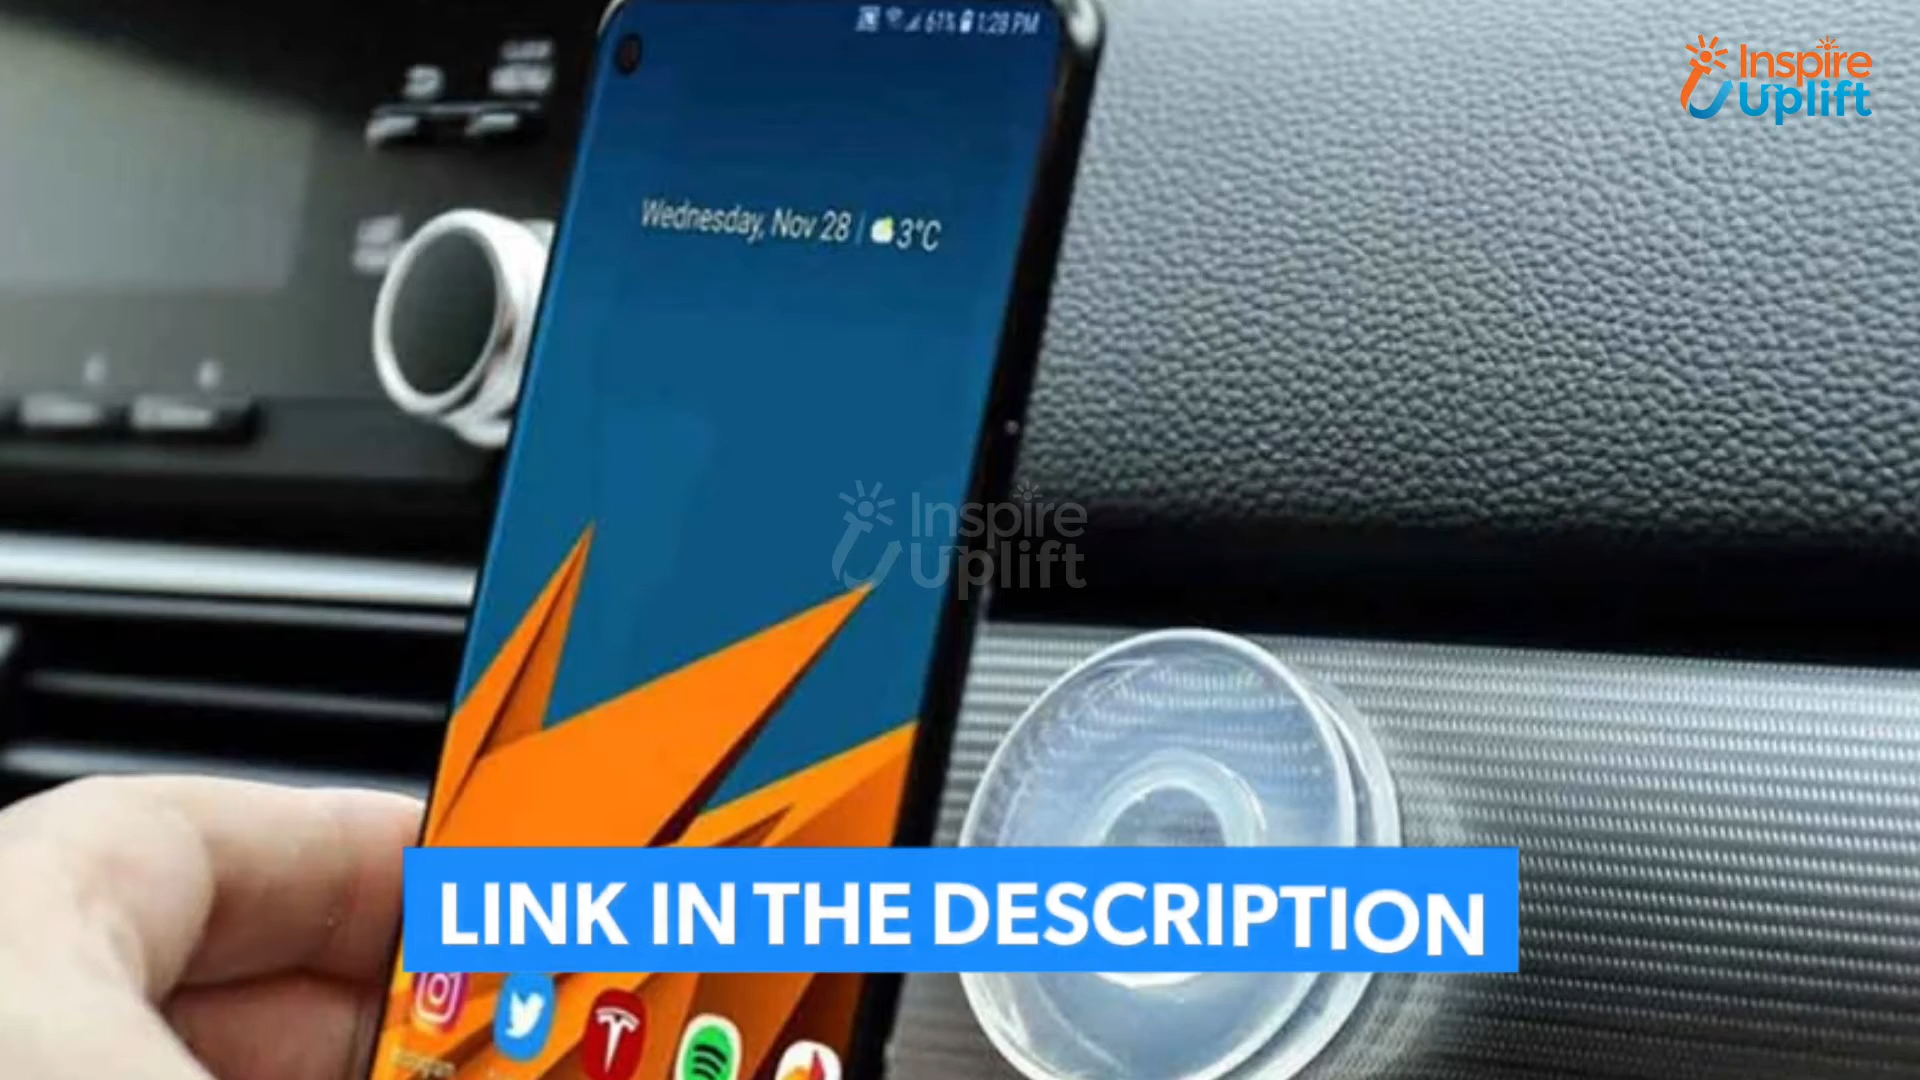 61% 1:28 PM
Inspire
Uplift
Wednesday, Nov 28 | 3°C
Inspire
Uplift
LINK IN THE DESCRIPTION